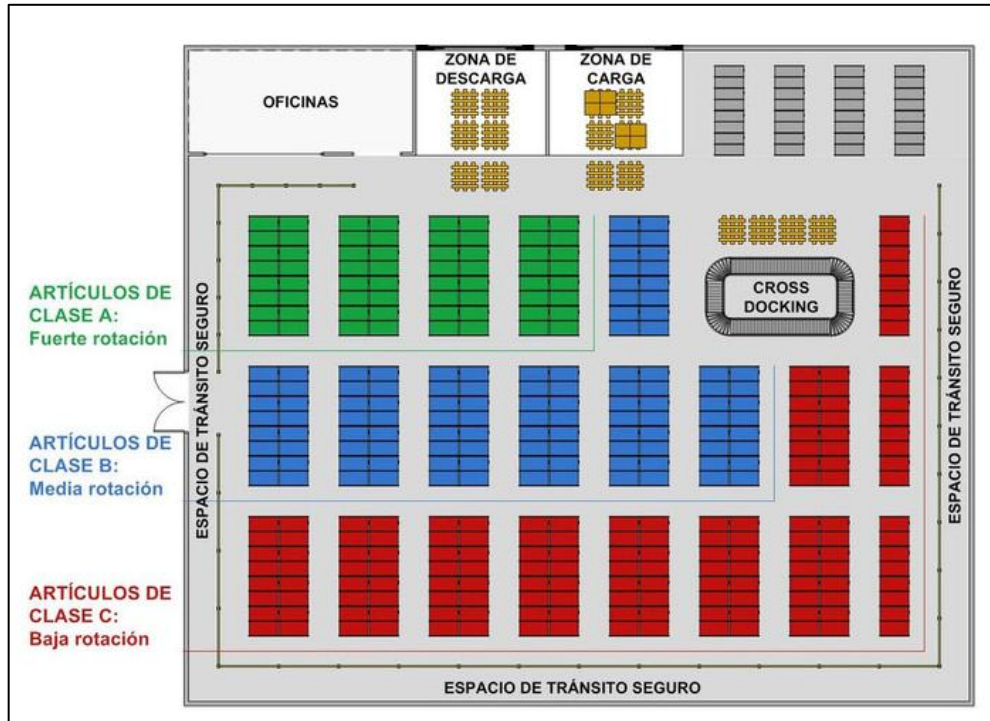 OFICINAS
ZONA DE
DESCARGA
ZONA DE
CARGA
CROSS
DOCKING
ARTÍCULOS DE
CLASE A:
Fuerte rotación
ARTÍCULOS DE
CLASE B:
Media rotación
ARTÍCULOS DE
CLASE C:
Baja rotación
ESPACIO DE TRÁNSITO SEGURO
ESPACIO DE TRÁNSITO SEGURO
ESPACIO DE TRÁNSITO SEGURO